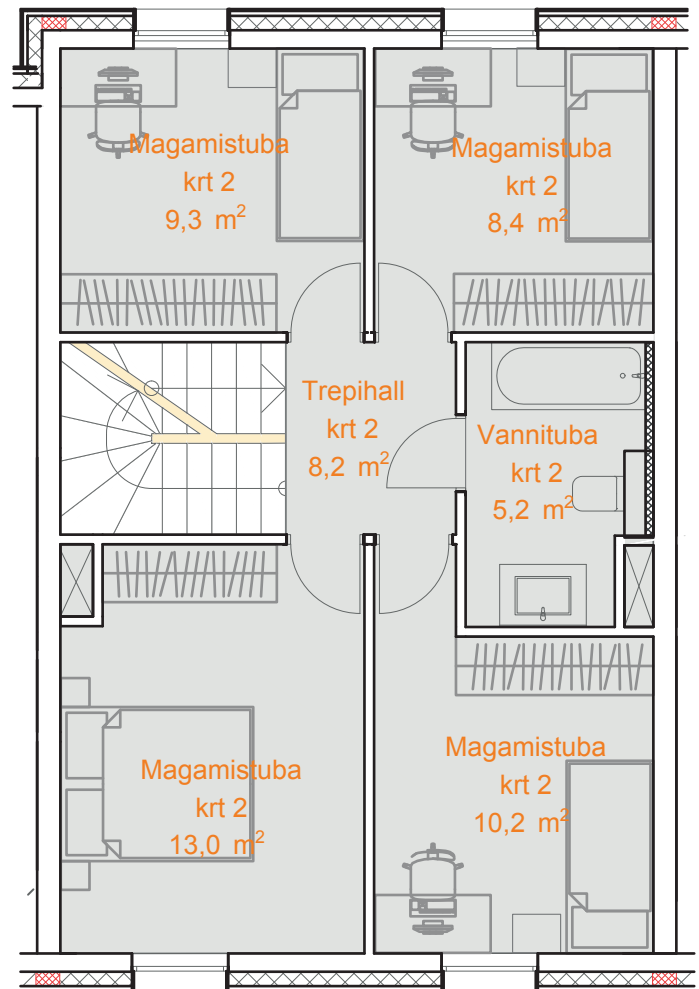 Magamistuba
krt 2
9,3 m²
Magamistuba
krt 2
8,4 m²
Trepihall
krt 2
8,2 m²
Vannituba
krt 2
5,2 m²
Magamistuba
krt 2
13,0 m²
Magamistuba
krt 2
10,2 m²